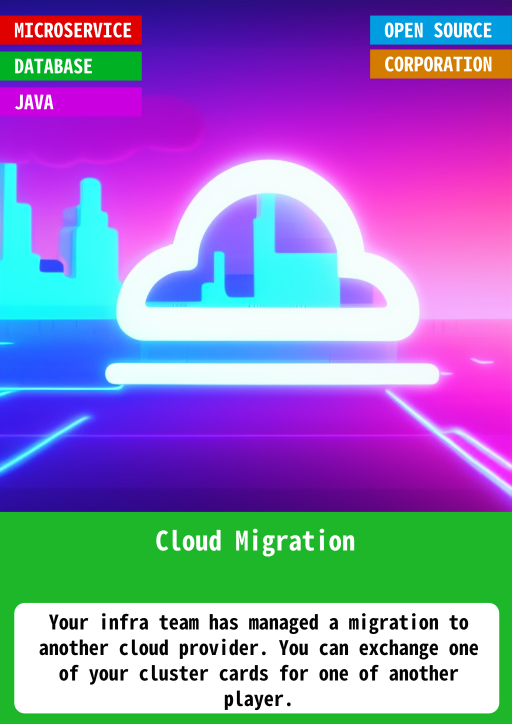 MICROSERVICE
DATABASE
JAVA
OPEN SOURCE
CORPORATION
Cloud Migration
Your infra team has managed a migration to
another cloud provider. You can exchange one
of your cluster cards for one of another
player.